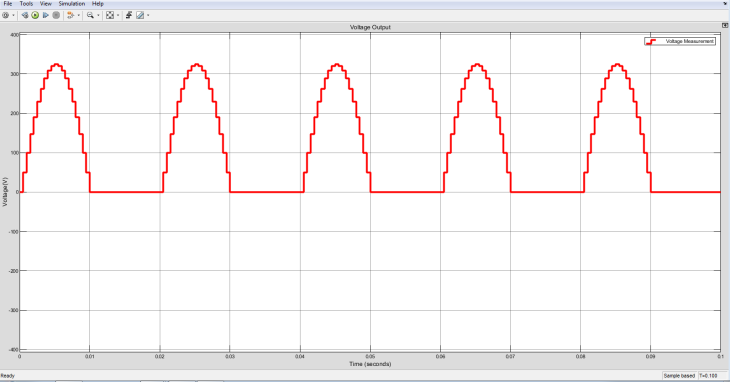 File Tools View Simulation Help
Voltage Output
Voltage Measurement
400
300
200
100
0
-100
-200
-300
-400
Voltage(V)
0 0.01 0.02 0.03 0.04 0.05 0.06 0.07 0.08 0.09 0.1
Time (seconds)
Ready Sample based T=0.100